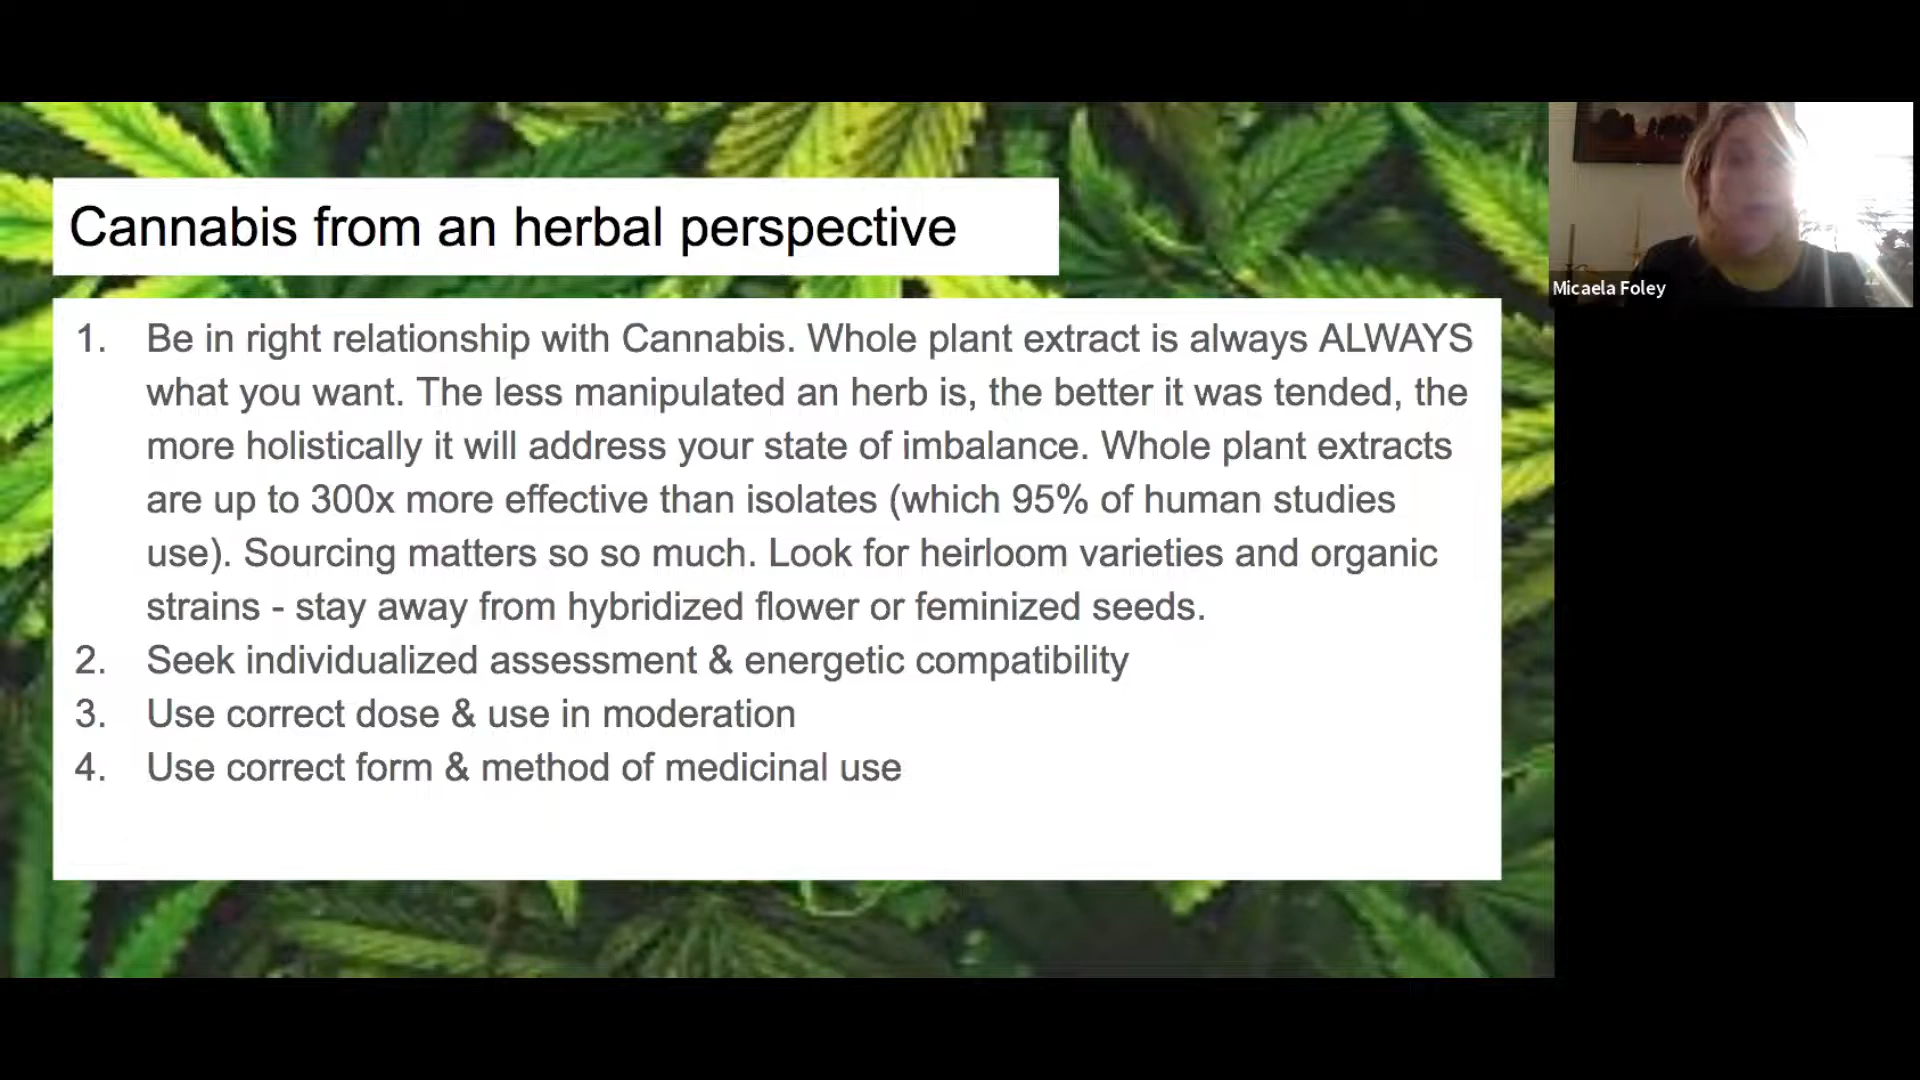 Cannabis from an herbal perspective
1. Be in right relationship with Cannabis. Whole plant extract is always ALWAYS
what you want. The less manipulated an herb is, the better it was tended, the
more holistically it will address your state of imbalance. Whole plant extracts
are up to 300x more effective than isolates (which 95% of human studies
use). Sourcing matters so so much. Look for heirloom varieties and organic
strains - stay away from hybridized flower or feminized seeds.
2. Seek individualized assessment & energetic compatibility
3. Use correct dose & use in moderation
4. Use correct form & method of medicinal use
Micaela Foley